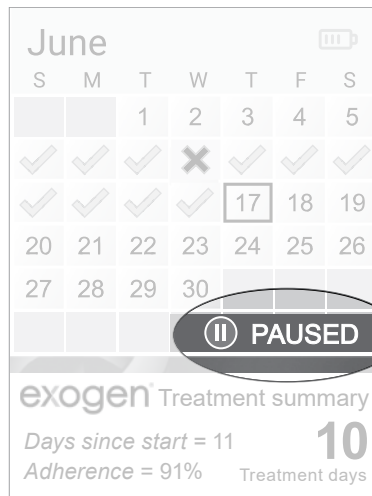 June
S M T W T F S
1 2 3 4 5
17 18 19
20 21 22 23 24 25 26
27 28 29 30
PAUSED
exogen® Treatment summary
Days since start = 11 10
Adherence = 91% Treatment days